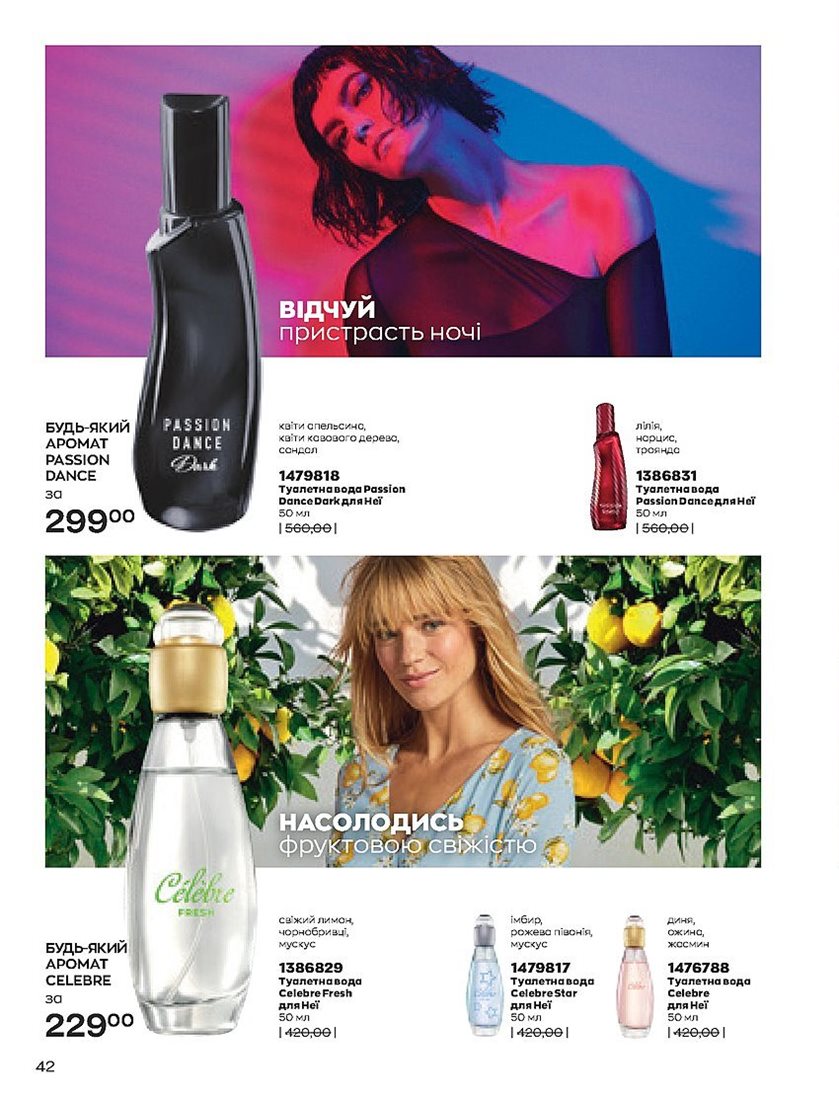 ВІДЧУЙ
пристрасть ночі
БУДЬ-ЯКИЙ
АРОМАТ
PASSION
DANCE
за
299⁰⁰
PASSION
DANCE
Dark
квіти апельсина,
квіти кавового дерева,
сандал
1479818
Туалетна вода Passion
Dance Dark для Неї
50 мл
| 560,00 |
лілія,
нарцис,
троянда
1386831
Туалетна вода
Passion Dance для Неї
50 мл
| 560,00 |
НАСОЛОДИСЬ
фруктовою свіжістю
Célèbre
FRESH
БУДЬ-ЯКИЙ
АРОМАТ
CELEBRE
за
229⁰⁰
свіжий лимон,
чорнобривці,
мускус
1386829
Туалетна вода
Celebre Fresh
для Неї
50 мл
| 420,00 |
імбир,
рожева півонія,
мускус
1479817
Туалетна вода
Celebre Star
для Неї
50 мл
| 420,00 |
диня,
ожина,
жасмин
1476788
Туалетна вода
Celebre
для Неї
50 мл
| 420,00 |
42